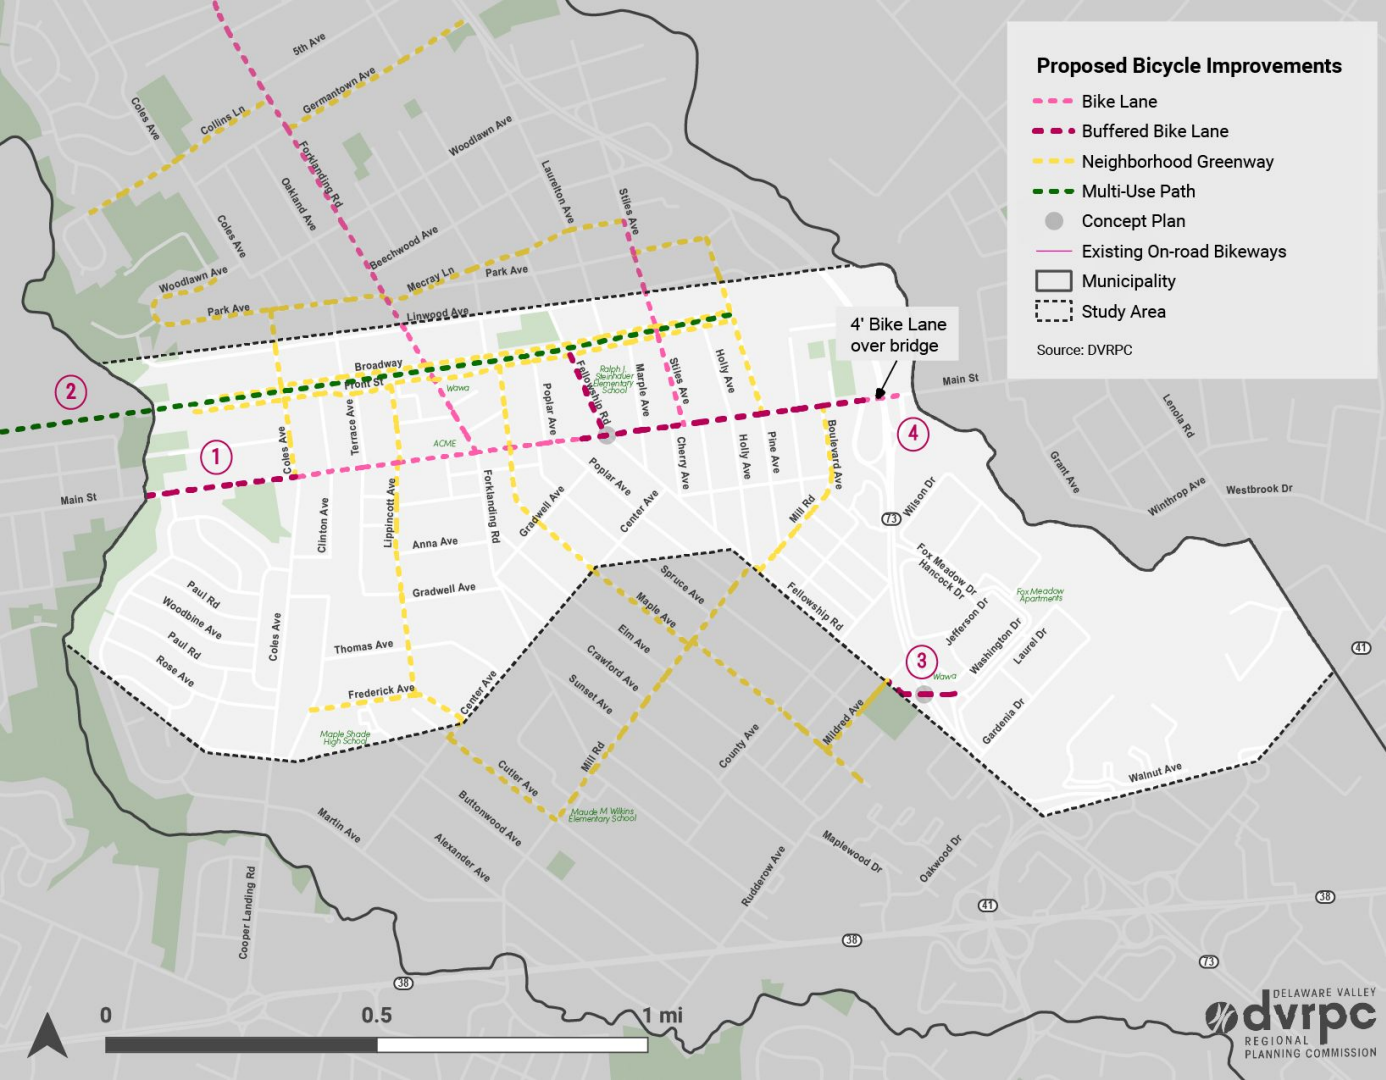 Proposed Bicycle Improvements
Bike Lane
Buffered Bike Lane
Neighborhood Greenway
Multi-Use Path
Concept Plan
Existing On-road Bikeways
Municipality
Study Area
Source: DVRPC
5th Ave
Germantown Ave
Coles Ave
Collins Ln
Woodlawn Ave
Forklanding Rd
Oakland Ave
Laurelton Ave
Stiles Ave
Coles Ave
Beechwood Ave
Woodlawn Ave
Mecray Ln
Park Ave
Park Ave
Linwood Ave
4' Bike Lane
over bridge
Broadway
Front St
Wawa
Ralph J.
Steinhauer
Elementary
School
Fellowship Rd
Marple Ave
Stiles Ave
Holly Ave
Poplar Ave
Main St
2
Terrace Ave
Coles Ave
ACME
1
4
Lenola Rd
Main St
Clinton Ave
Lippincott Ave
Forklanding Rd
Gradwell Ave
Poplar Ave
Center Ave
Cherry Ave
Holly Ave
Pine Ave
Boulevard Ave
Mill Rd
73
Wilson Dr
Grant Ave
Winthrop Ave
Westbrook Dr
Anna Ave
Gradwell Ave
Paul Rd
Woodbine Ave
Paul Rd
Rose Ave
Coles Ave
Thomas Ave
Frederick Ave
Center Ave
Spruce Ave
Maple Ave
Elm Ave
Crawford Ave
Sunset Ave
Fellowship Rd
Fox Meadow Dr
Hancock Dr
Jefferson Dr
Washington Dr
Laurel Dr
Fox Meadow
Apartments
41
3
Wawa
Gardenia Dr
Mildred Ave
County Ave
Mill Rd
Maple Shade
High School
Cutler Ave
Buttonwood Ave
Alexander Ave
Martin Ave
Maude M Wilkins
Elementary School
Walnut Ave
Maplewood Dr
Oakwood Dr
Rudderow Ave
Cooper Landing Rd
38
41
38
38
73
0
0.5
1 mi
DELAWARE VALLEY
dvrpc
REGIONAL
PLANNING COMMISSION